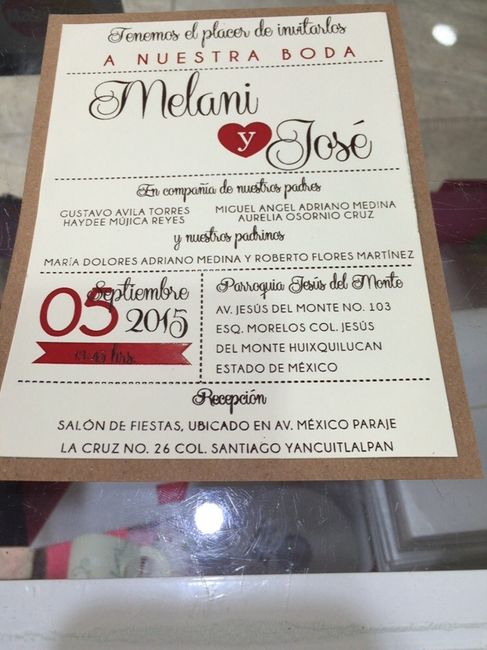 Tenemos el placer de invitarlos
A NUESTRA BODA
Melani
y
José
En compañia de nuestros padres
GUSTAVO AVILA TORRES
HAYDEE MÚJICA REYES
MIGUEL ANGEL ADRIANO MEDINA
AURELIA OSORNIO CRUZ
y nuestros padrinos
MARÍA DOLORES ADRIANO MEDINA Y ROBERTO FLORES MARTÍNEZ
05 Septiembre
2015
hrs.
Parroquia Jesús del Monte
AV. JESÚS DEL MONTE NO. 103
ESQ. MORELOS COL. JESÚS
DEL MONTE HUIXQUILUCAN
ESTADO DE MÉXICO
Recepción
SALÓN DE FIESTAS, UBICADO EN AV. MÉXICO PARAJE
LA CRUZ NO. 26 COL. SANTIAGO YANCUITLALPAN